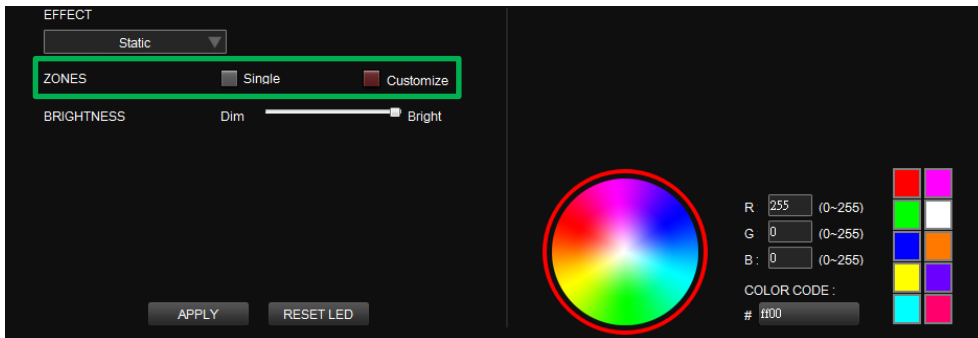 EFFECT
Static
ZONES Single Customize
BRIGHTNESS Dim Bright
R 255 (0~255)
G 0 (0~255)
B: 0 (0~255)
COLOR CODE :
# ff00
APPLY RESET LED